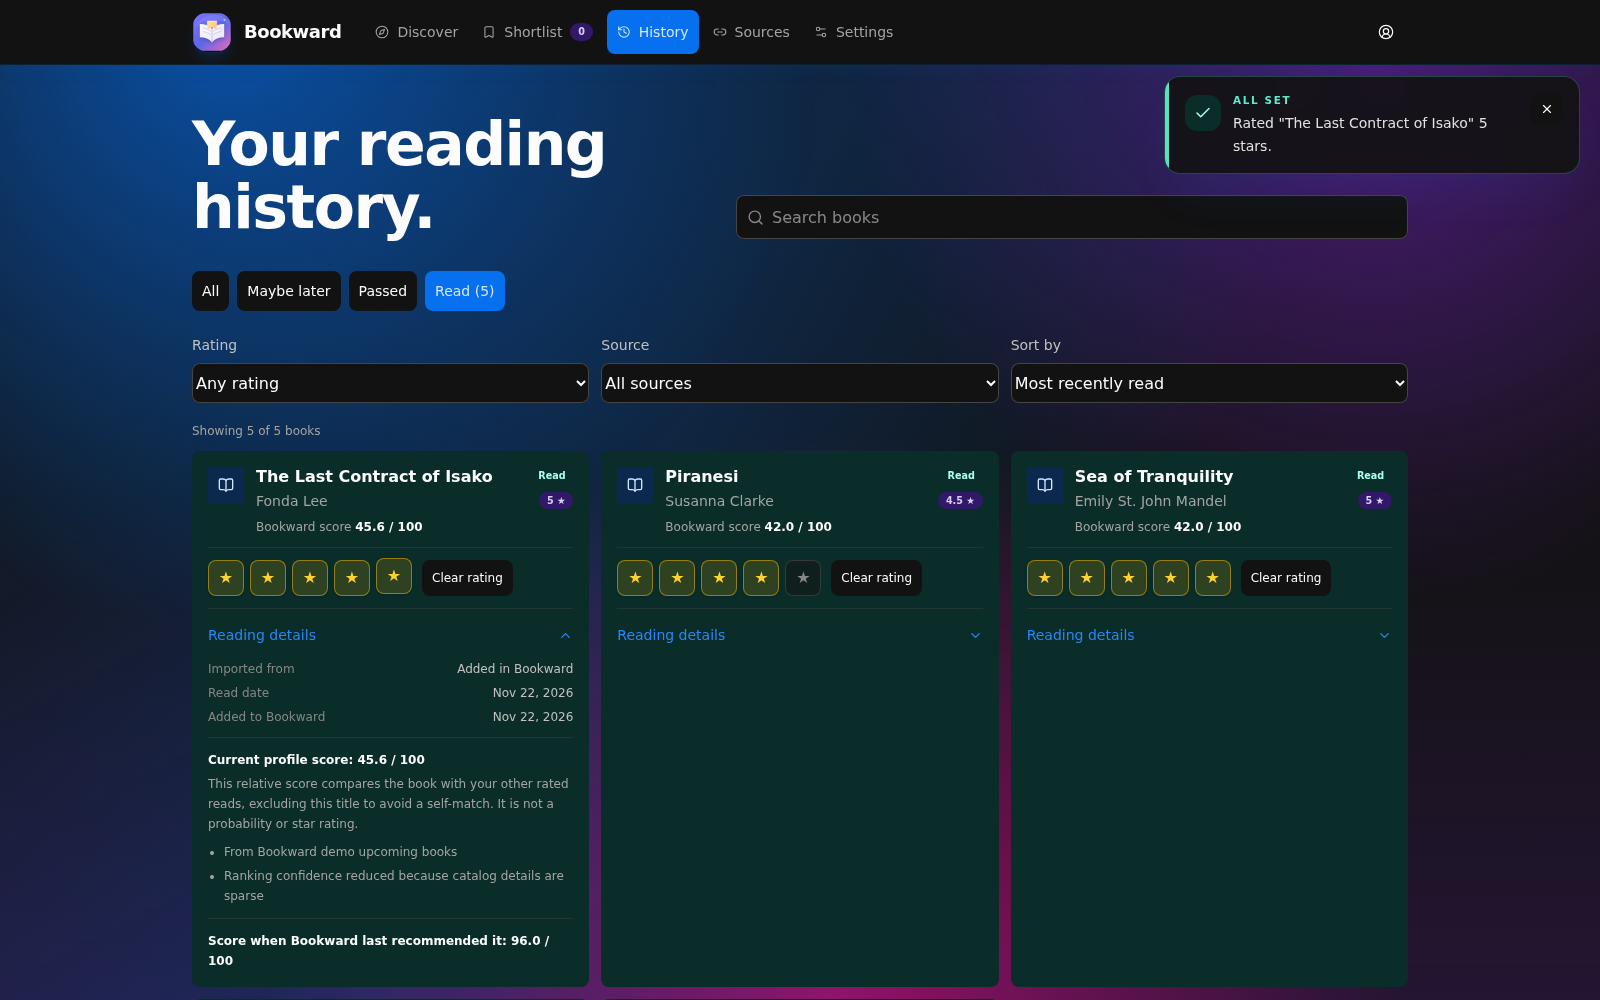 Bookward
Discover
Shortlist 0
History
Sources
Settings
ALL SET
Rated "The Last Contract of Isako" 5
stars.
Your reading
history.
Search books
All
Maybe later
Passed
Read (5)
Rating
Source
Sort by
Any rating
All sources
Most recently read
Showing 5 of 5 books
The Last Contract of Isako
Read
Fonda Lee
5 ★
Bookward score 45.6 / 100
Clear rating
Reading details
Imported from
Added in Bookward
Read date
Nov 22, 2026
Added to Bookward
Nov 22, 2026
Current profile score: 45.6 / 100
This relative score compares the book with your other rated
reads, excluding this title to avoid a self-match. It is not a
probability or star rating.
• From Bookward demo upcoming books
• Ranking confidence reduced because catalog details are
sparse
Score when Bookward last recommended it: 96.0 /
100
Piranesi
Read
Susanna Clarke
4.5 ★
Bookward score 42.0 / 100
Clear rating
Reading details
Sea of Tranquility
Read
Emily St. John Mandel
5 ★
Bookward score 42.0 / 100
Clear rating
Reading details